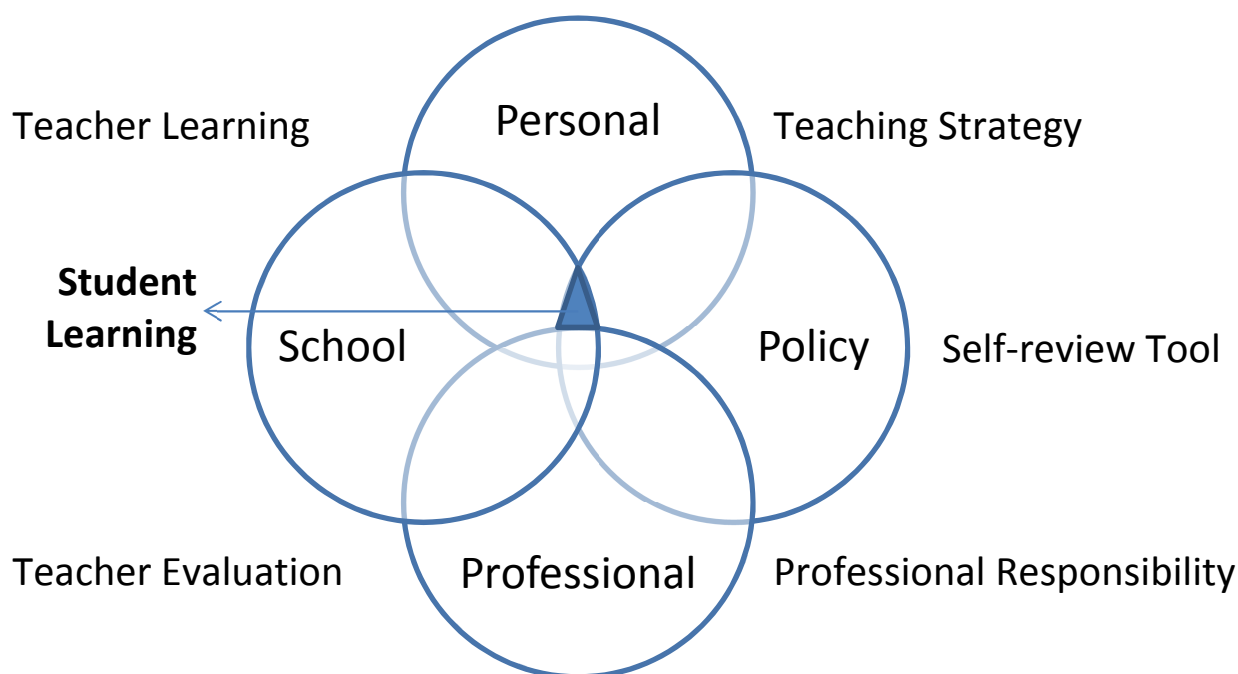 Personal
Teacher Learning
Teaching Strategy
Student
Learning
School
Policy
Self-review Tool
Teacher Evaluation
Professional
Professional Responsibility